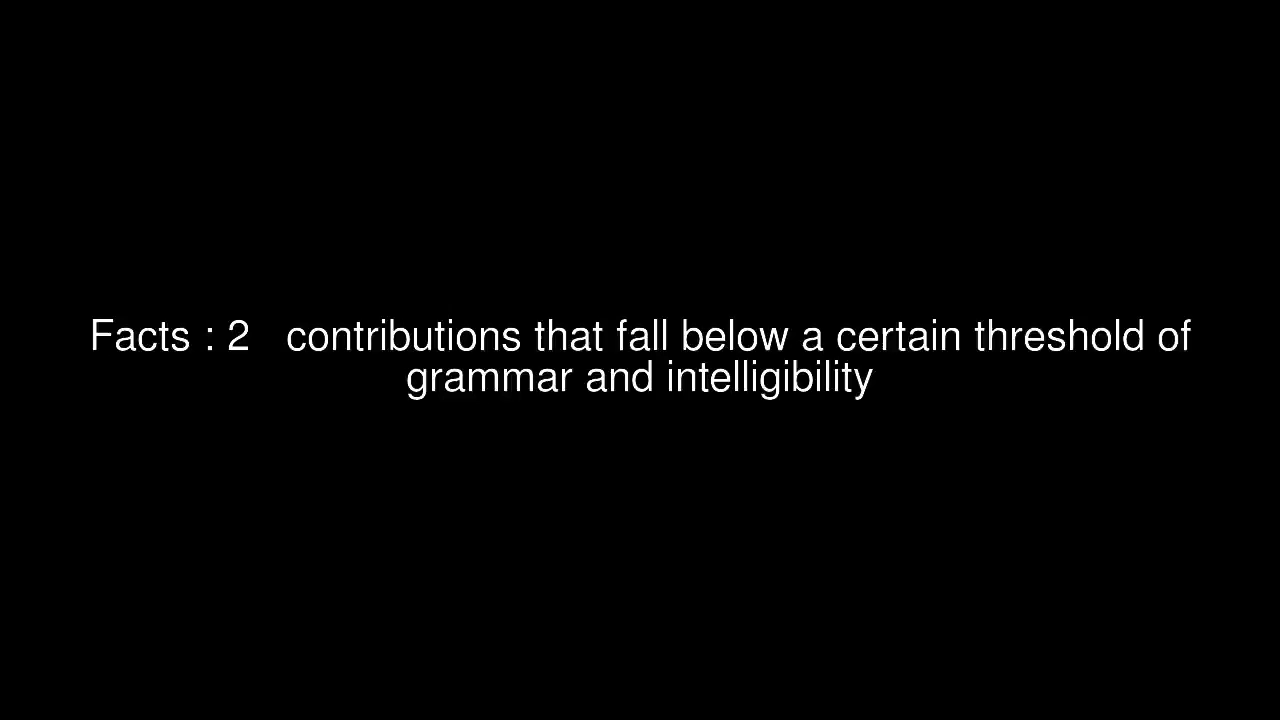 Facts : 2   contributions that fall below a certain threshold of
grammar and intelligibility